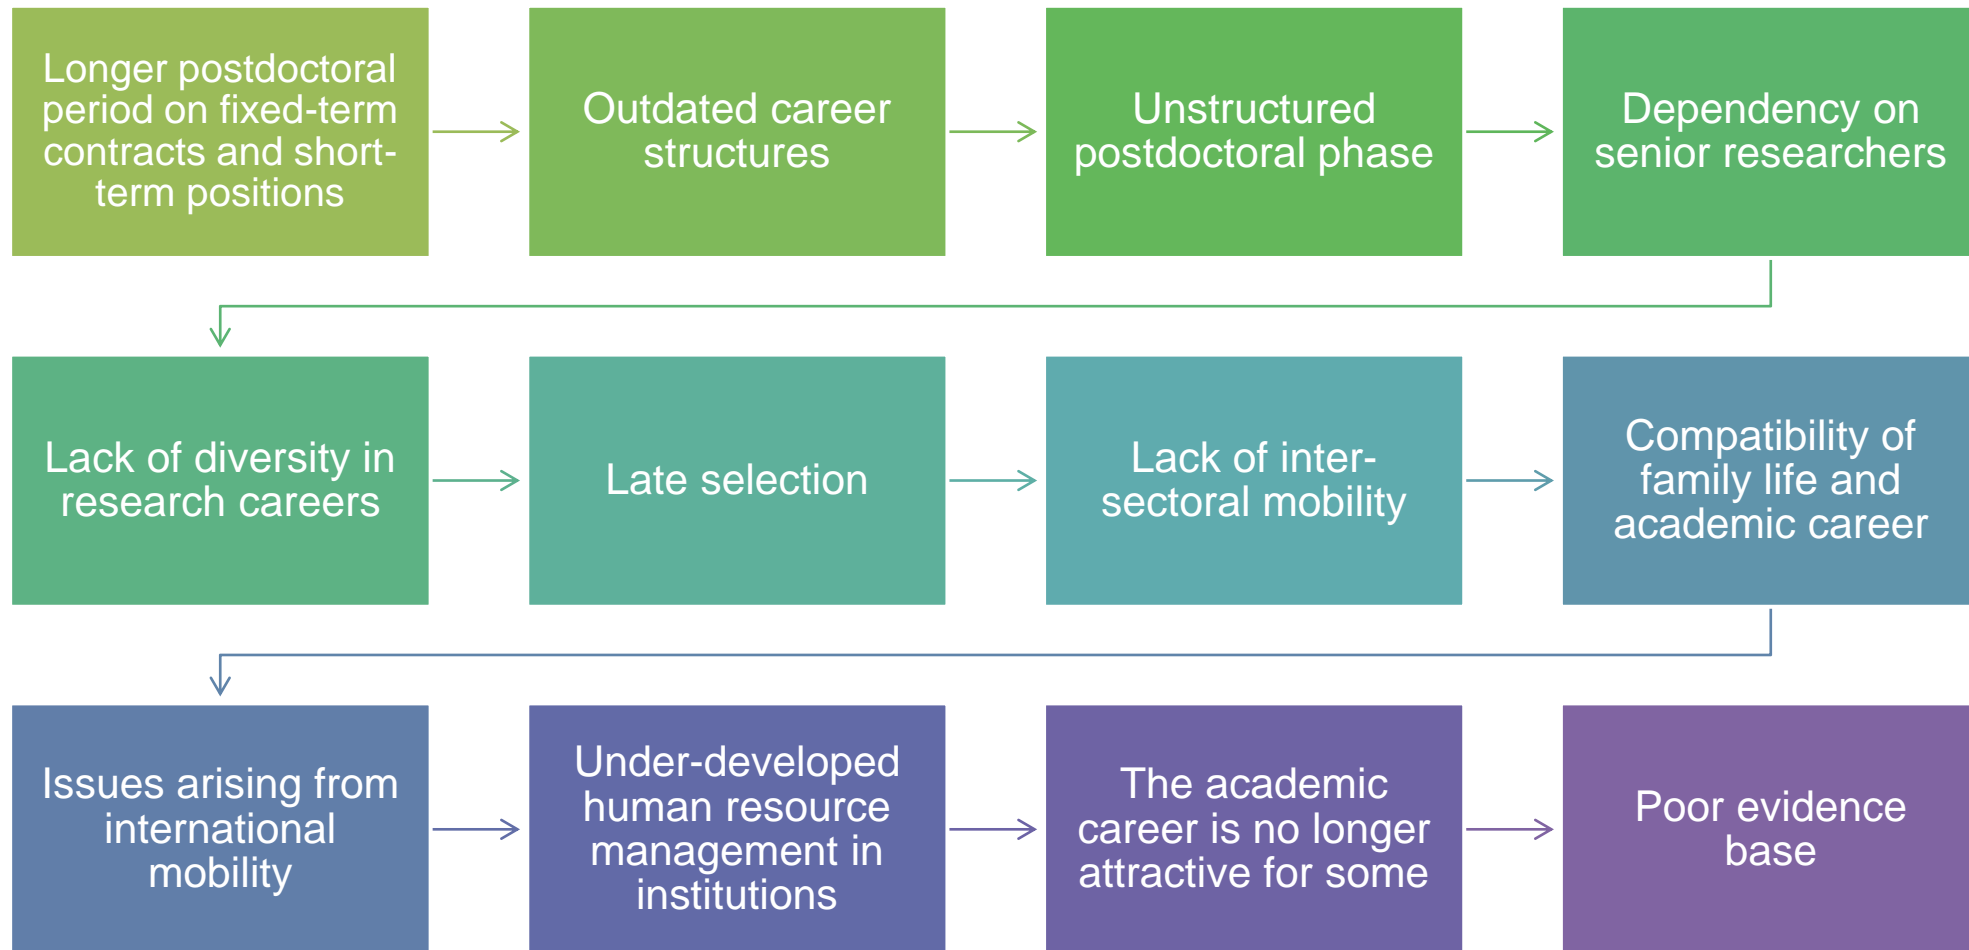 Longer postdoctoral
period on fixed-term
contracts and short-
term positions
Outdated career
structures
Unstructured
postdoctoral phase
Dependency on
senior researchers
Lack of diversity in
research careers
Late selection
Lack of inter-
sectoral mobility
Compatibility of
family life and
academic career
Issues arising from
international
mobility
Under-developed
human resource
management in
institutions
The academic
career is no longer
attractive for some
Poor evidence
base